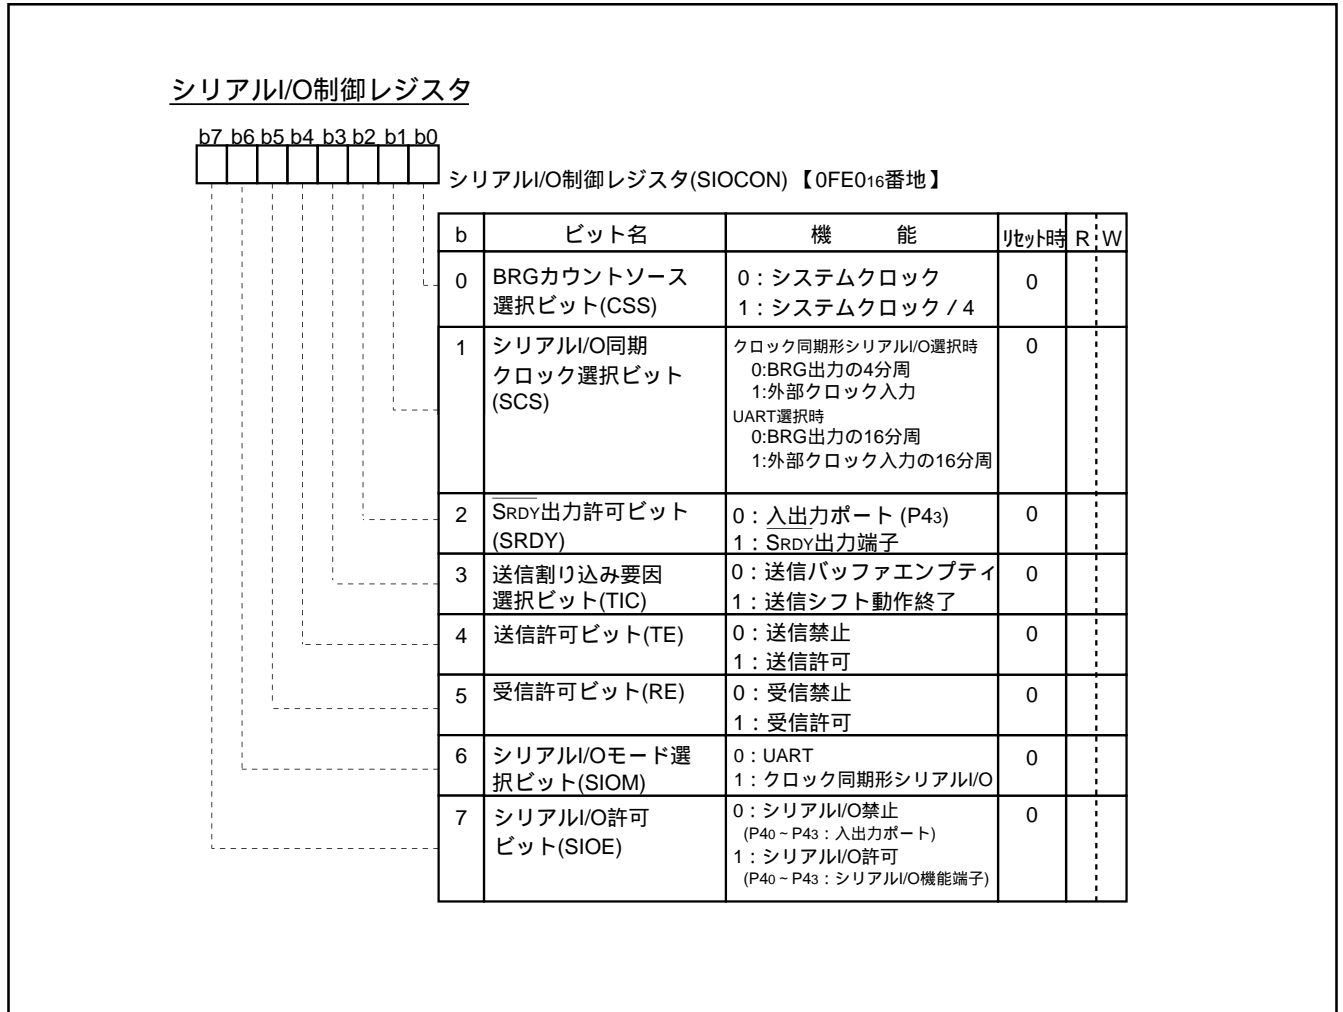 シリアルI/O制御レジスタ
b7 b6 b5 b4 b3 b2 b1 b0
シリアルI/O制御レジスタ(SIOCON)【0FE016番地】
b ビット名 機 能 リセット時 R W
0 BRGカウントソース 0：システムクロック 0
選択ビット(CSS) 1：システムクロック／4
1 シリアルI/O同期 クロック同期形シリアルI/O選択時 0
クロック選択ビット 0:BRG出力の4分周
(SCS) 1:外部クロック入力
UART選択時
0:BRG出力の16分周
1:外部クロック入力の16分周
2 SRDY出力許可ビット 0：入出力ポート (P43) 0
(SRDY) 1：SRDY出力端子
3 送信割り込み要因 0：送信バッファエンプティ 0
選択ビット(TIC) 1：送信シフト動作終了
4 送信許可ビット(TE) 0：送信禁止 0
1：送信許可
5 受信許可ビット(RE) 0：受信禁止 0
1：受信許可
6 シリアルI/Oモード選 0：UART 0
択ビット(SIOM) 1：クロック同期形シリアルI/O
7 シリアルI/O許可 0：シリアルI/O禁止 0
ビット(SIOE) (P40～P43：入出力ポート)
1：シリアルI/O許可
(P40～P43：シリアルI/O機能端子)